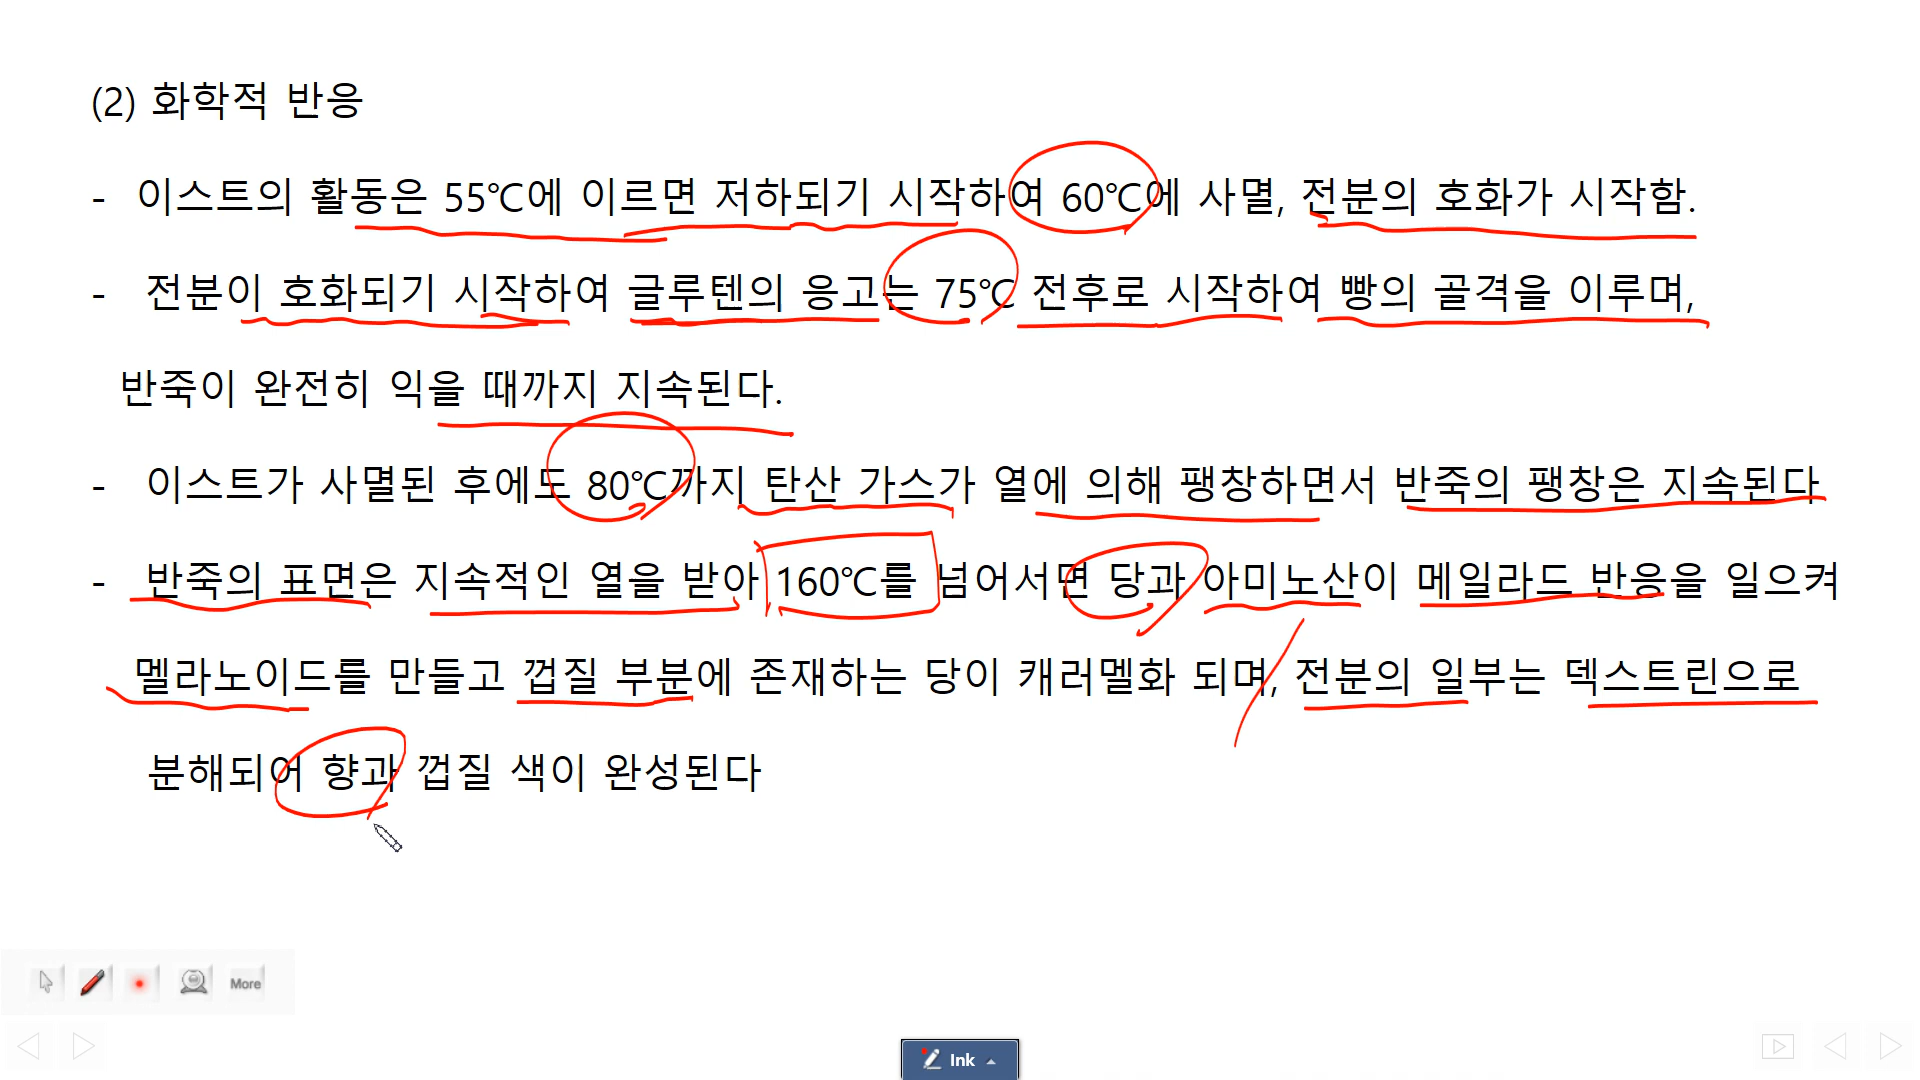 (2) 화학적 반응
- 이스트의 활동은 55℃에 이르면 저하되기 시작하여 60℃에 사멸, 전분의 호화가 시작함.
- 전분이 호화되기 시작하여 글루텐의 응고는 75℃ 전후로 시작하여 빵의 골격을 이루며,
반죽이 완전히 익을 때까지 지속된다.
- 이스트가 사멸된 후에도 80℃까지 탄산 가스가 열에 의해 팽창하면서 반죽의 팽창은 지속된다
- 반죽의 표면은 지속적인 열을 받아 160℃를 넘어서면 당과 아미노산이 메일라드 반응을 일으켜
멜라노이드를 만들고 껍질 부분에 존재하는 당이 캐러멜화 되며, 전분의 일부는 덱스트린으로
분해되어 향과 껍질 색이 완성된다
More
Ink